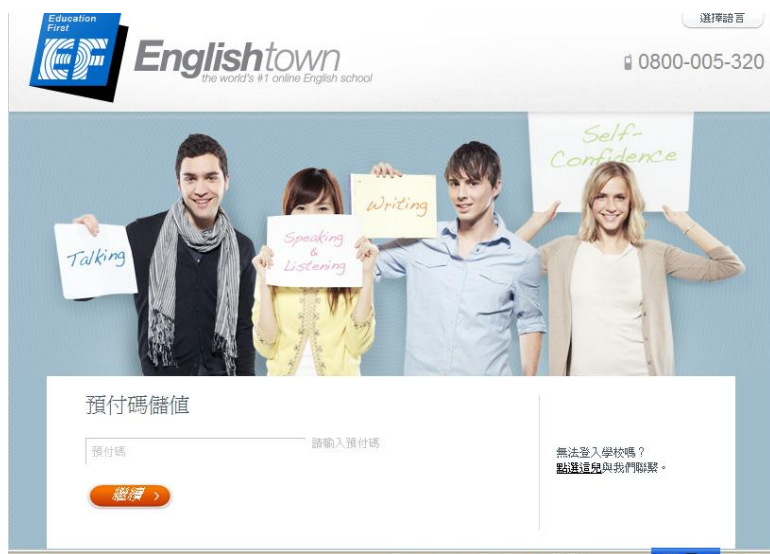 Education
First
EF
選擇語言
Englishtown
the world's #1 online English school
0800-005-320
Self-
Confidence
Writing
Talking
Speaking
&
Listening
預付碼儲值
預付碼
請輸入預付碼
無法登入學校嗎？
點選這兒與我們聯繫。
繼續 >